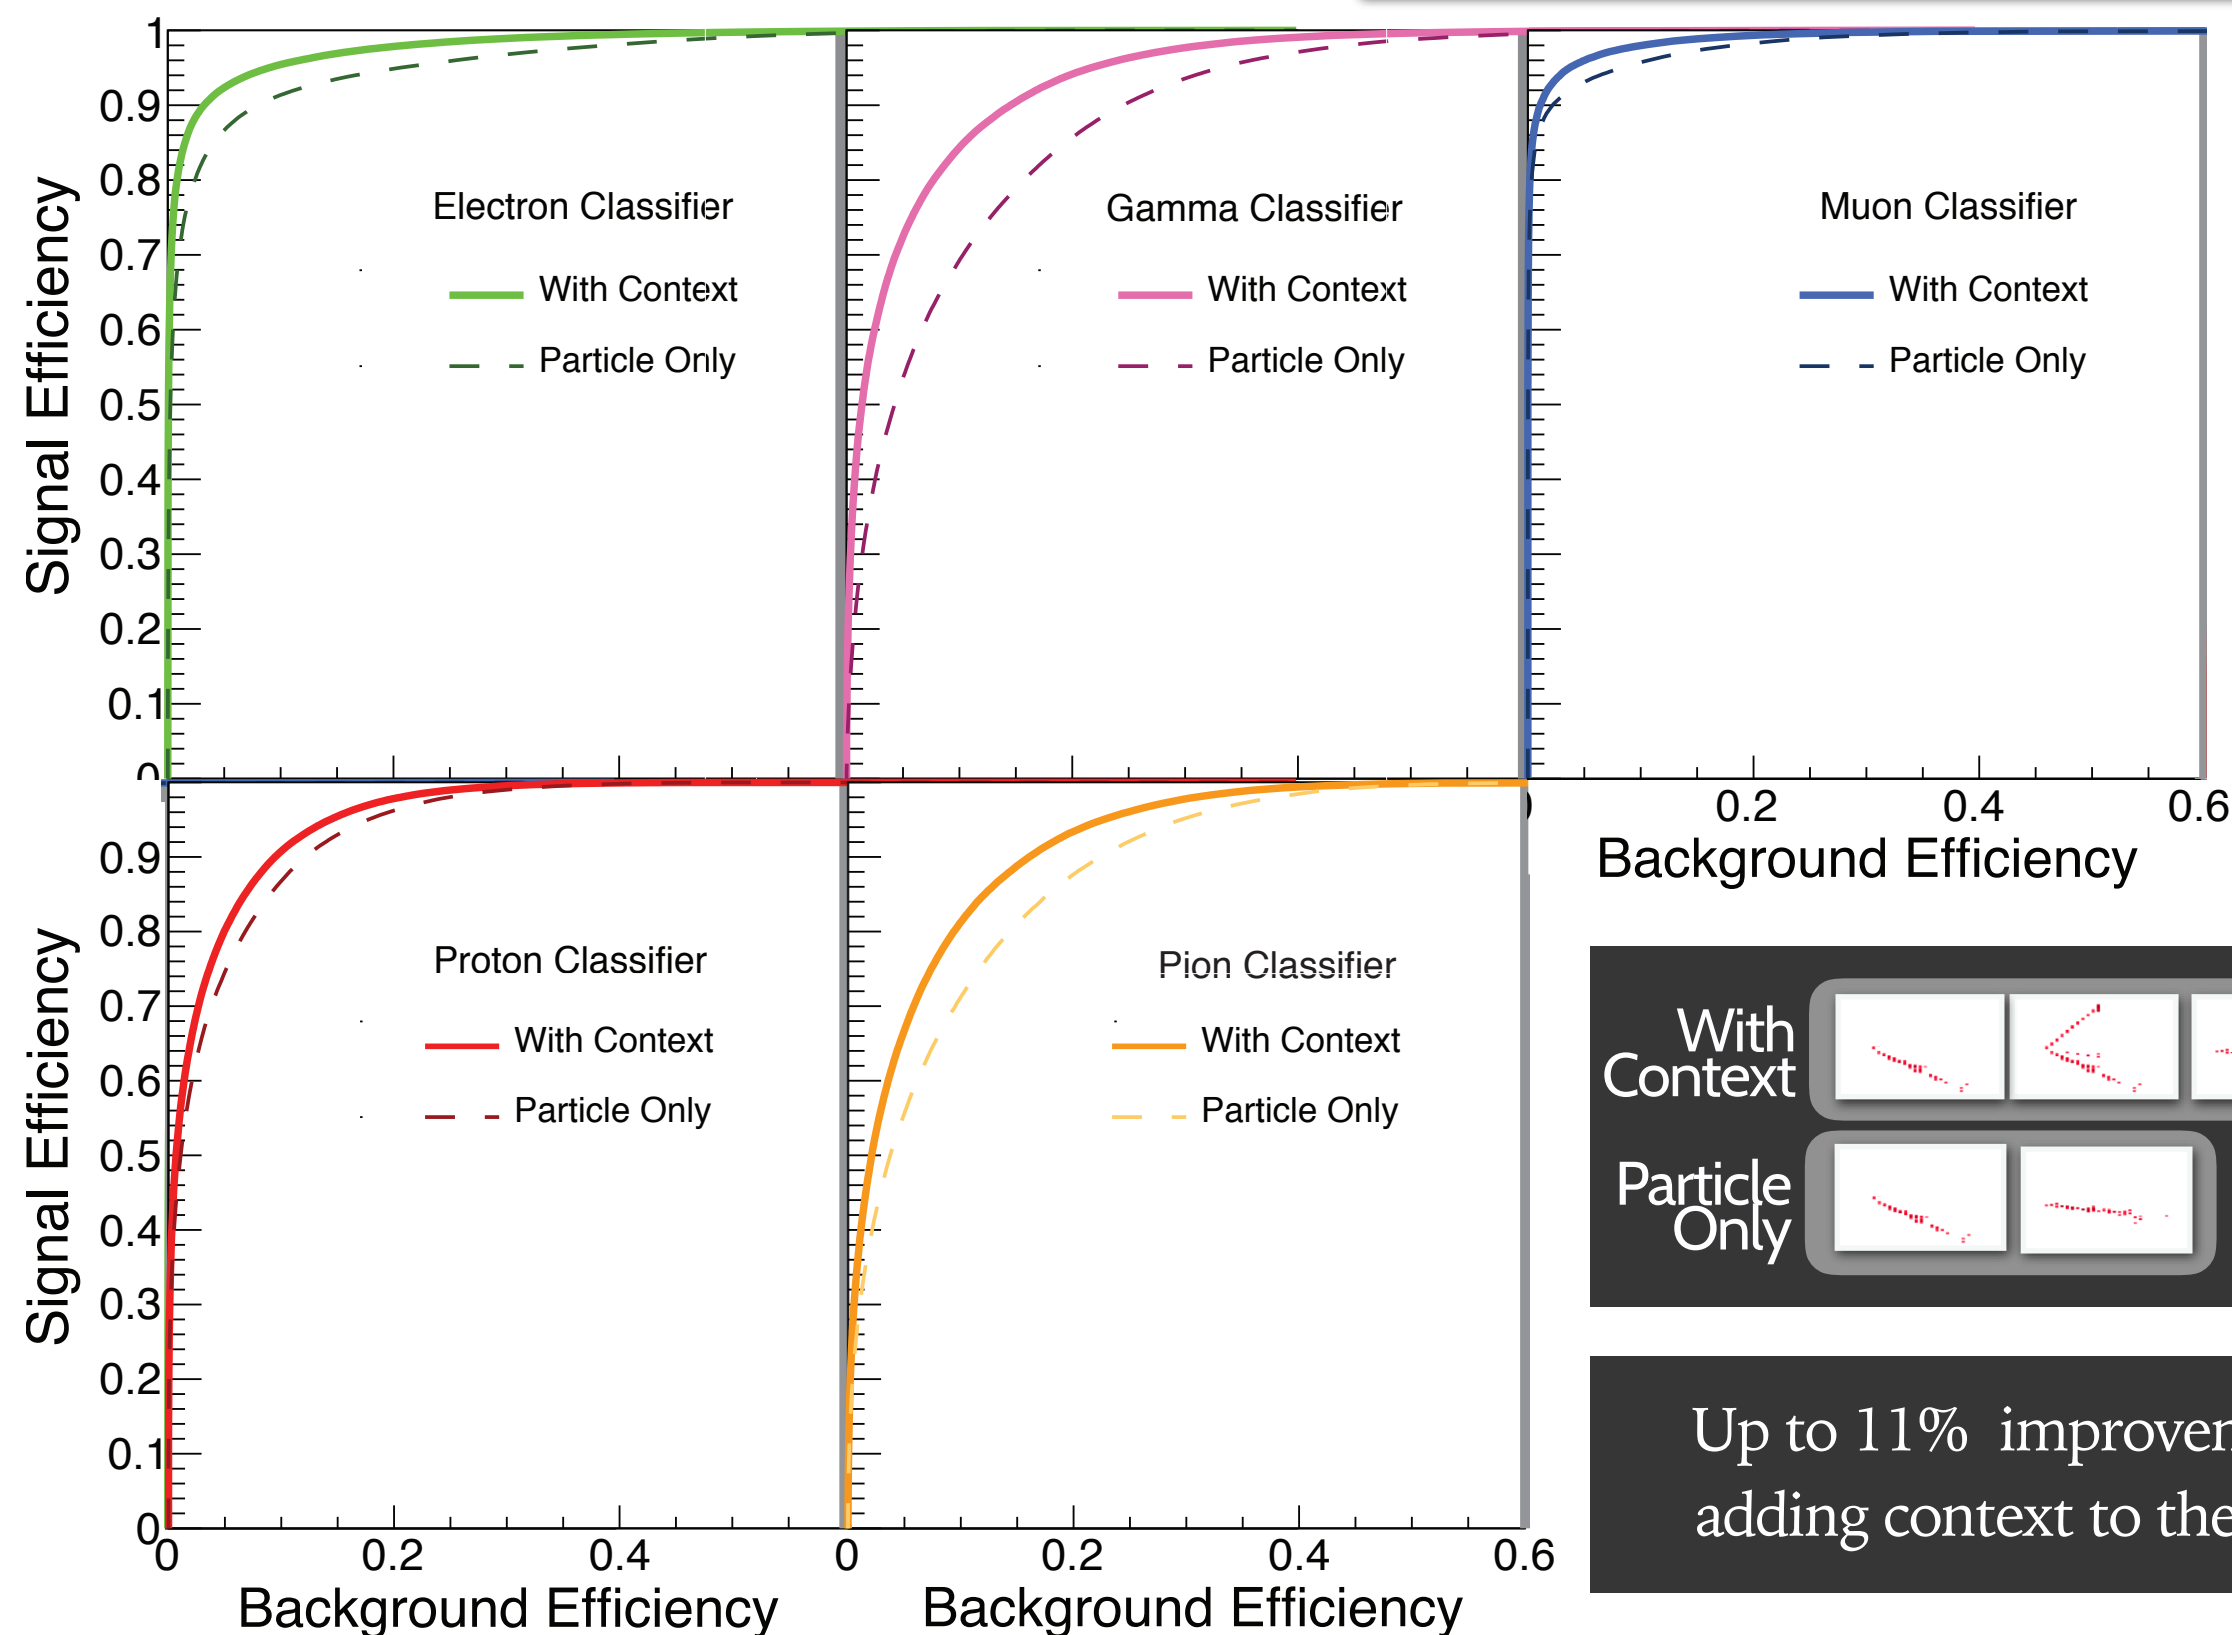 Signal Efficiency
1
0.9
0.8
0.7
0.6
0.5
0.4
0.3
0.2
0.1
0
Electron Classifier
With Context
Particle Only
Gamma Classifier
With Context
Particle Only
Muon Classifier
With Context
Particle Only
0.2
0.4
0.6
Background Efficiency
Signal Efficiency
0.9
0.8
0.7
0.6
0.5
0.4
0.3
0.2
0.1
0
Proton Classifier
With Context
Particle Only
0
0.2
0.4
Background Efficiency
Pion Classifier
With Context
Particle Only
0
0.2
0.4
0.6
Background Efficiency
With
Context
Particle
Only
Up to 11%
adding context to the